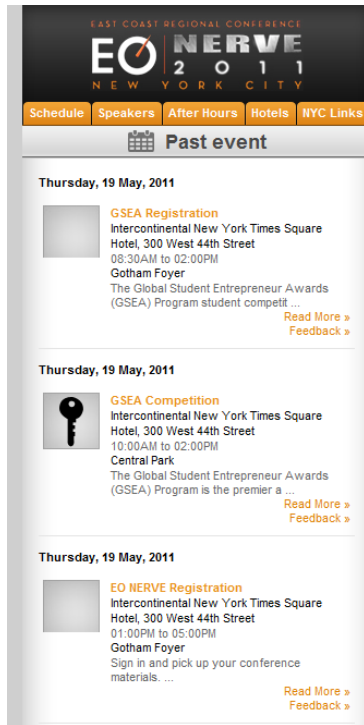 EAST COAST REGIONAL CONFERENCE
EO NERVE
2011
NEW YORK CITY
Schedule Speakers After Hours Hotels NYC Links
Past event
Thursday, 19 May, 2011
GSEA Registration
Intercontinental New York Times Square
Hotel, 300 West 44th Street
08:30AM to 02:00PM
Gotham Foyer
The Global Student Entrepreneur Awards
(GSEA) Program student competit ...
Read More »
Feedback »
Thursday, 19 May, 2011
GSEA Competition
Intercontinental New York Times Square
Hotel, 300 West 44th Street
10:00AM to 02:00PM
Central Park
The Global Student Entrepreneur Awards
(GSEA) Program is the premier a ...
Read More »
Feedback »
Thursday, 19 May, 2011
EO NERVE Registration
Intercontinental New York Times Square
Hotel, 300 West 44th Street
01:00PM to 05:00PM
Gotham Foyer
Sign in and pick up your conference
materials. ...
Read More »
Feedback »